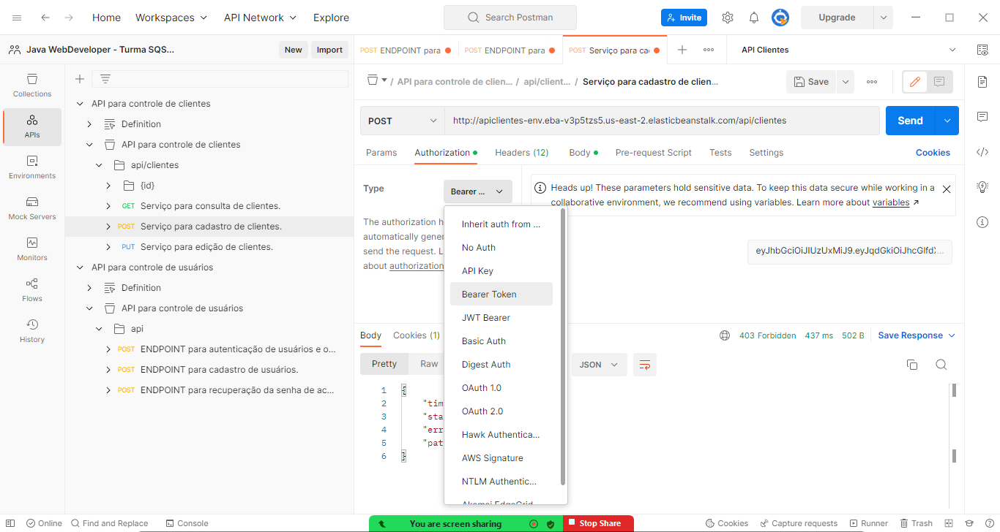 Home Workspaces API Network Explore Search Postman Invite Upgrade
Java WebDeveloper - Turma SQS... New Import
POST ENDPOINT para POST ENDPOINT para POST Serviço para ca API Clientes
Collections
APIs
Environments
Mock Servers
Monitors
Flows
History
API para controle de clientes
Definition
API para controle de clientes
api/clientes
{id}
GET Serviço para consulta de clientes.
POST Serviço para cadastro de clientes.
PUT Serviço para edição de clientes.
API para controle de usuários
Definition
API para controle de usuários
api
POST ENDPOINT para autenticação de usuários e o...
POST ENDPOINT para cadastro de usuários.
POST ENDPOINT para recuperação da senha de ac...
/ API para controle de clien... / api/client... / Serviço para cadastro de clien... Save
POST http://apiclientes-env.eba-v3p5tzs5.us-east-2.elasticbeanstalk.com/api/clientes Send
Params Authorization Headers (12) Body Pre-request Script Tests Settings Cookies
Type Bearer ...
Heads up! These parameters hold sensitive data. To keep this data secure while working in a
collaborative environment, we recommend using variables. Learn more about variables
The authorization h
automatically gener
send the request. L
about authorization
eyJhbGciOiJIUzUxMiJ9.eyJqdGkiOiJhcGlfdX...
Inherit auth from ...
No Auth
API Key
Bearer Token
JWT Bearer
Basic Auth
Digest Auth
OAuth 1.0
OAuth 2.0
Hawk Authentica...
AWS Signature
NTLM Authentic...
Akamai EdgeGrid
Body Cookies (1) 403 Forbidden 437 ms 502 B Save Response
Pretty Raw JSON
1 {
2 "tim
3 "sta
4 "err
5 "pat
6 }
Online Find and Replace Console You are screen sharing Stop Share Cookies Capture requests Runner Trash